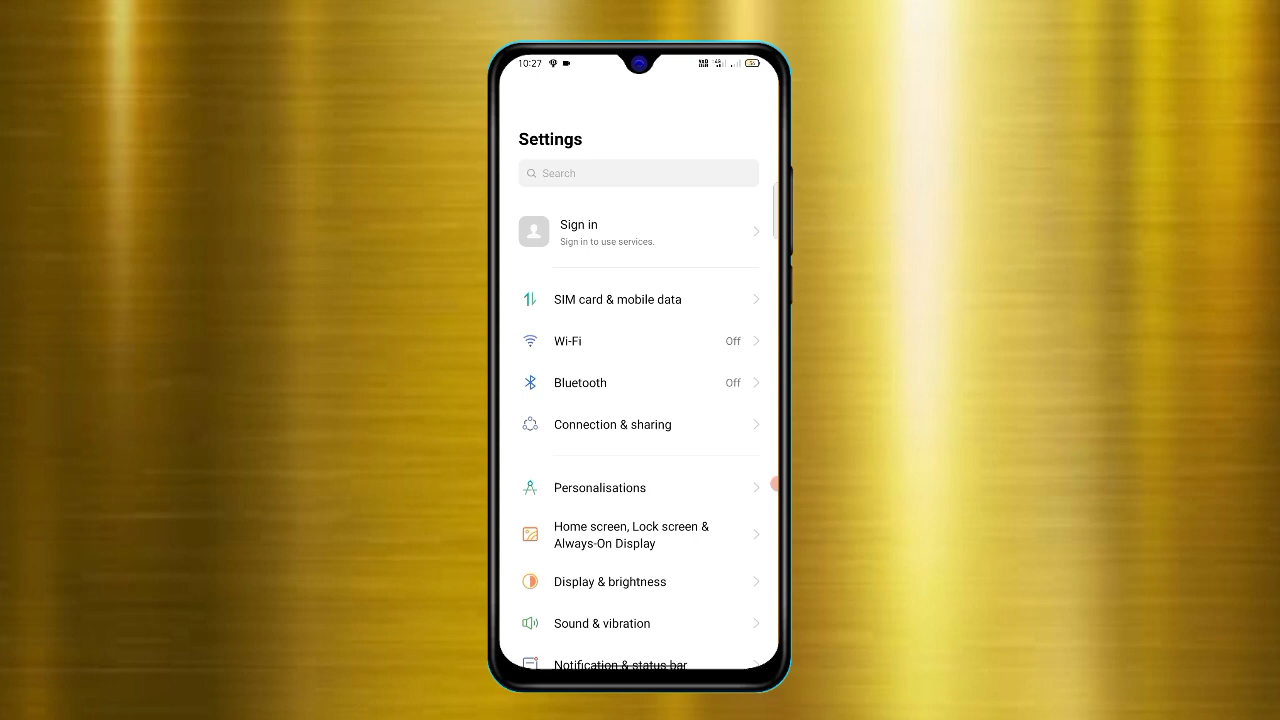 10:27
Settings
Search
Sign in
Sign in to use services.
SIM card & mobile data
Wi-Fi Off
Bluetooth Off
Connection & sharing
Personalisations
Home screen, Lock screen &
Always-On Display
Display & brightness
Sound & vibration
Notification & status bar